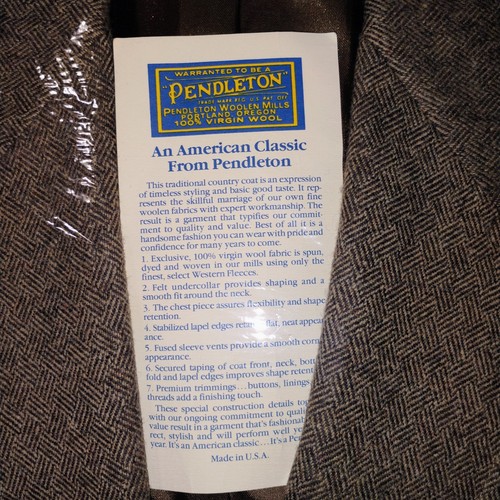 WARRANTED TO BE A
"PENDLETON"
TRADE MARK REG. U.S. PAT. OFF.
PENDLETON WOOLEN MILLS
PORTLAND, OREGON
100% VIRGIN WOOL
An American Classic
From Pendleton
This traditional country coat is an expression
of timeless styling and basic good taste. It rep-
resents the skillful marriage of our own fine
woolen fabrics with expert workmanship. The
result is a garment that typifies our commit-
ment to quality and value. Best of all it is a
handsome fashion you can wear with pride and
confidence for many years to come.
1. Exclusive, 100% virgin wool fabric is spun,
dyed and woven in our mills using only the
finest, select Western Fleeces.
2. Felt undercollar provides shaping and a
smooth fit around the neck.
3. The chest piece assures flexibility and shape
retention.
4. Stabilized lapel edges retain flat, neat appear
ance.
5. Fused sleeve vents provide a smooth
appearance.
6. Secured taping of coat front, neck,
fold and lapel edges improves shape
7. Premium trimmings...buttons, linings
threads add a finishing touch.
These special construction details
with our ongoing commitment to
value result in a garment that's
rect, stylish and will perform well
year. It's an American classic...It's a
Made in U.S.A.